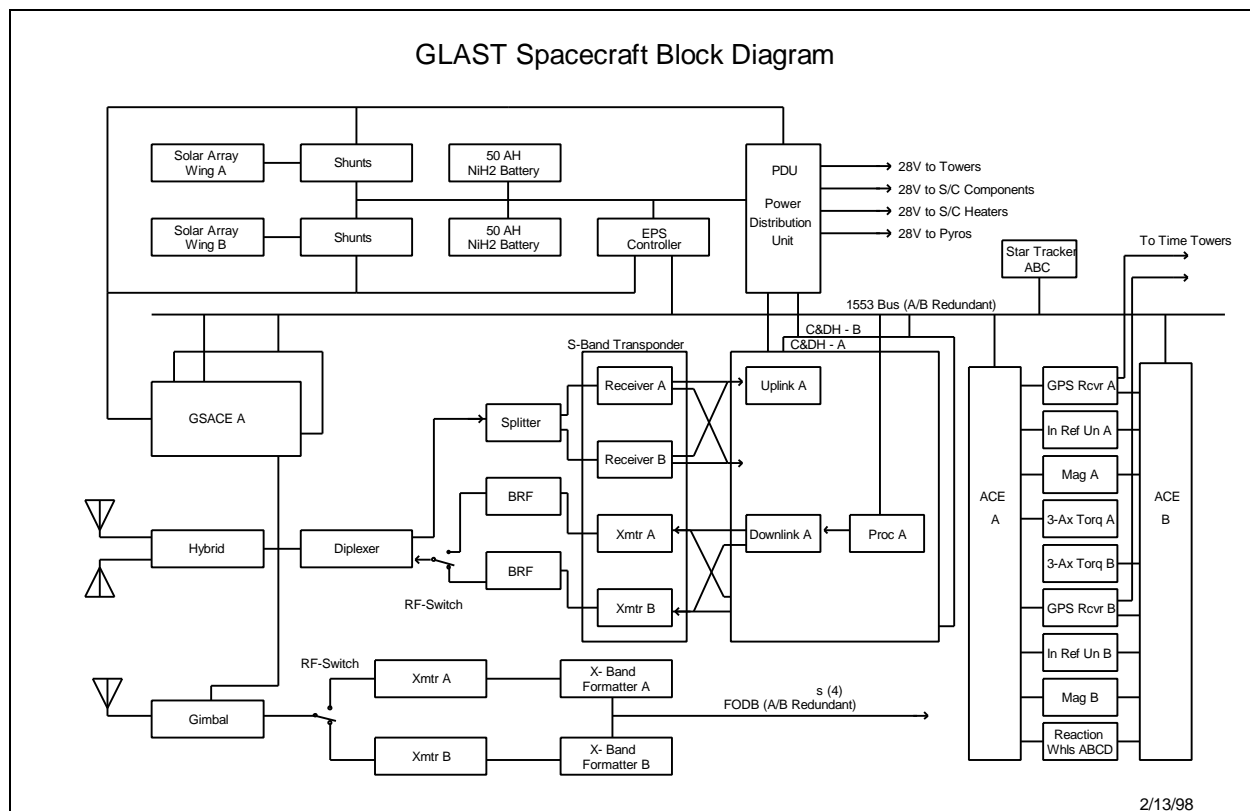 GLAST Spacecraft Block Diagram
Solar Array
Wing A
Shunts
50 AH
NiH2 Battery
PDU
Power
Distribution
Unit
28V to Towers
28V to S/C Components
28V to S/C Heaters
28V to Pyros
Solar Array
Wing B
Shunts
50 AH
NiH2 Battery
EPS
Controller
Star Tracker
ABC
To Time Towers
1553 Bus (A/B Redundant)
C&DH - B
C&DH - A
S-Band Transponder
GSACE A
Splitter
Receiver A
Receiver B
Uplink A
BRF
BRF
Xmtr A
Xmtr B
Downlink A
Proc A
Hybrid
Diplexer
RF-Switch
ACE
A
GPS Rcvr A
In Ref Un A
Mag A
3-Ax Torq A
3-Ax Torq B
GPS Rcvr B
In Ref Un B
Mag B
Reaction
Whls ABCD
ACE
B
RF-Switch
Gimbal
Xmtr A
X- Band
Formatter A
Xmtr B
X- Band
Formatter B
s (4)
FODB (A/B Redundant)
2/13/98